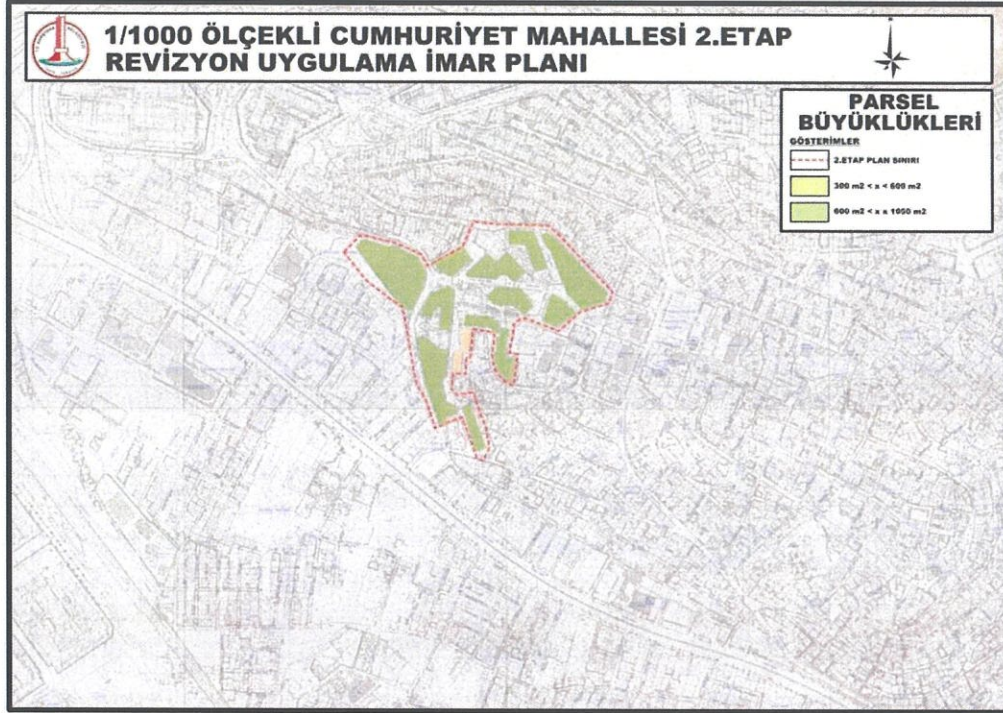 1/1000 ÖLÇEKLİ CUMHURİYET MAHALLESİ 2.ETAP
REVİZYON UYGULAMA İMAR PLANI
PARSEL
BÜYÜKLÜKLERİ
GÖSTERİMLER
2.ETAP PLAN SINIRI
300 m2 < x < 600 m2
600 m2 < x ≤ 1050 m2